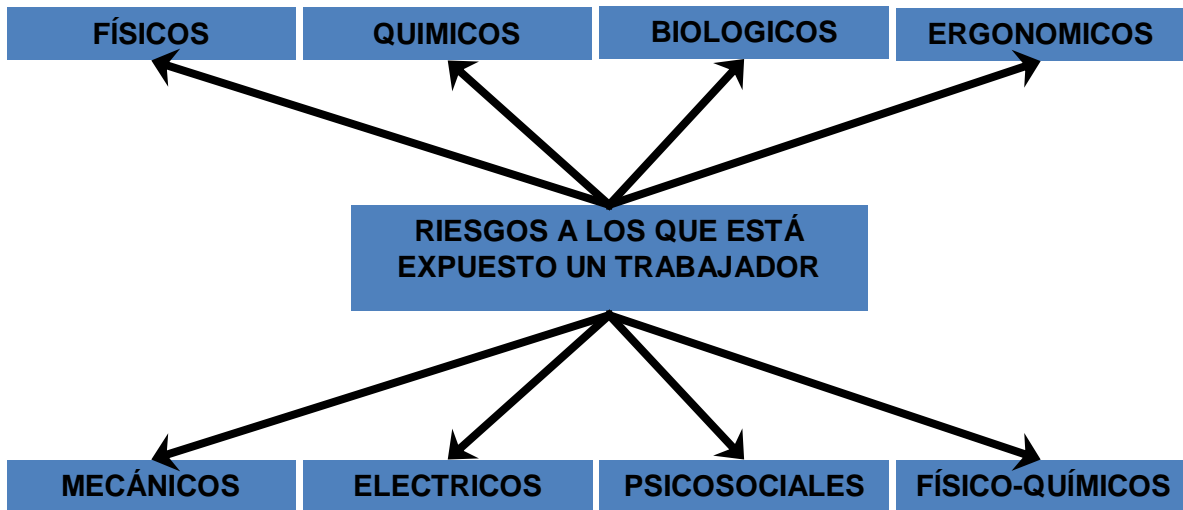 FÍSICOS
QUIMICOS
BIOLOGICOS
ERGONOMICOS
RIESGOS A LOS QUE ESTÁ
EXPUESTO UN TRABAJADOR
MECÁNICOS
ELECTRICOS
PSICOSOCIALES
FÍSICO-QUÍMICOS